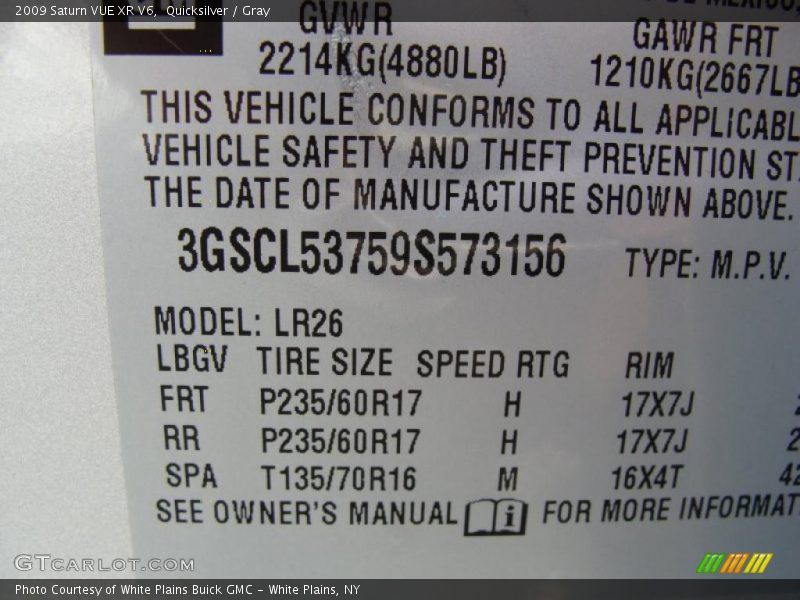 2009 Saturn VUE XR V6, Quicksilver / Gray
GVWR
GAWR FRT
2214KG(4880LB)
1210KG(2667LB
THIS VEHICLE CONFORMS TO ALL APPLICABL
VEHICLE SAFETY AND THEFT PREVENTION ST
THE DATE OF MANUFACTURE SHOWN ABOVE.
3GSCL53759S573156 TYPE: M.P.V.
MODEL: LR26
LBGV TIRE SIZE SPEED RTG RIM
FRT P235/60R17 H 17X7J
RR P235/60R17 H 17X7J
SPA T135/70R16 M 16X4T 42
SEE OWNER'S MANUAL i FOR MORE INFORMAT
GTCARLOT.COM
Photo Courtesy of White Plains Buick GMC - White Plains, NY